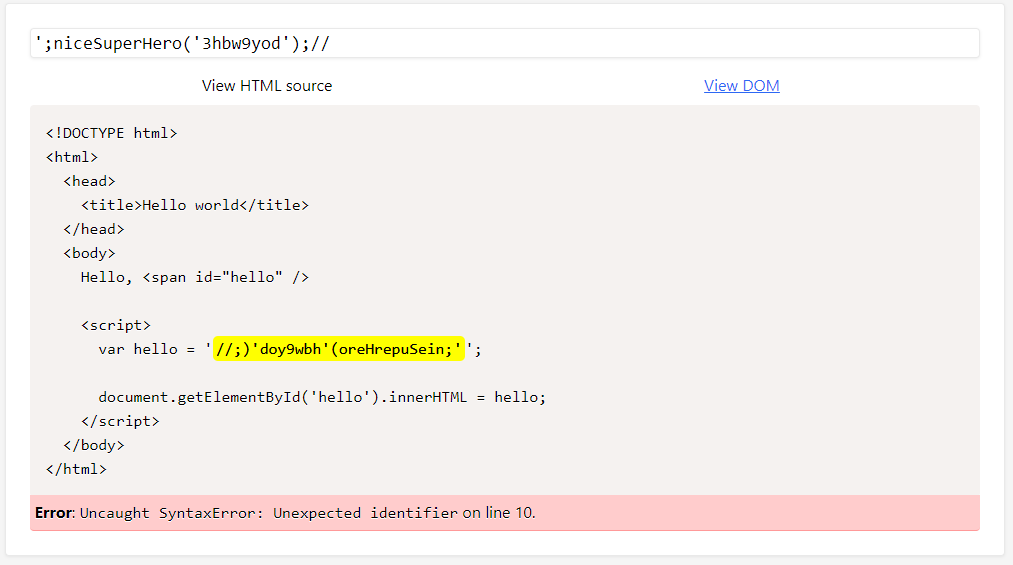 ';niceSuperHero('3hbw9yod');//
View HTML source
View DOM
<!DOCTYPE html>
<html>
  <head>
    <title>Hello world</title>
  </head>
  <body>
    Hello, <span id="hello" />
    <script>
      var hello = '//;)'doy9wbh'(oreHrepuSein;'';
      document.getElementById('hello').innerHTML = hello;
    </script>
  </body>
</html>
Error: Uncaught SyntaxError: Unexpected identifier on line 10.